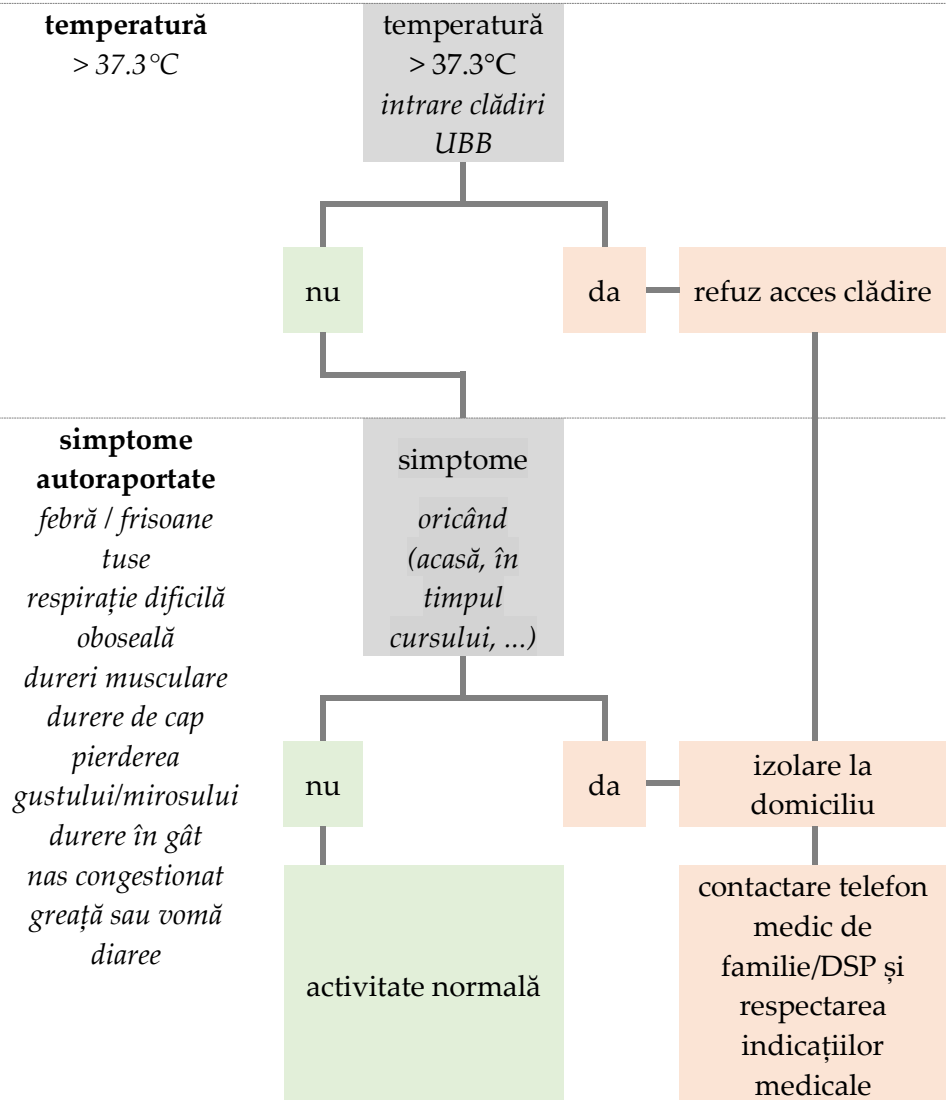 temperatură
> 37.3°C
temperatură
> 37.3°C
intrare clădiri
UBB
nu
da
refuz acces clădire
simptome
autoraportate
febră / frisoane
tuse
respirație dificilă
oboseală
dureri musculare
durere de cap
pierderea
gustului/mirosului
durere în gât
nas congestionat
greață sau vomă
diaree
simptome
oricând
(acasă, în
timpul
cursului, ...)
nu
da
izolare la
domiciliu
activitate normală
contactare telefon
medic de
familie/DSP și
respectarea
indicațiilor
medicale